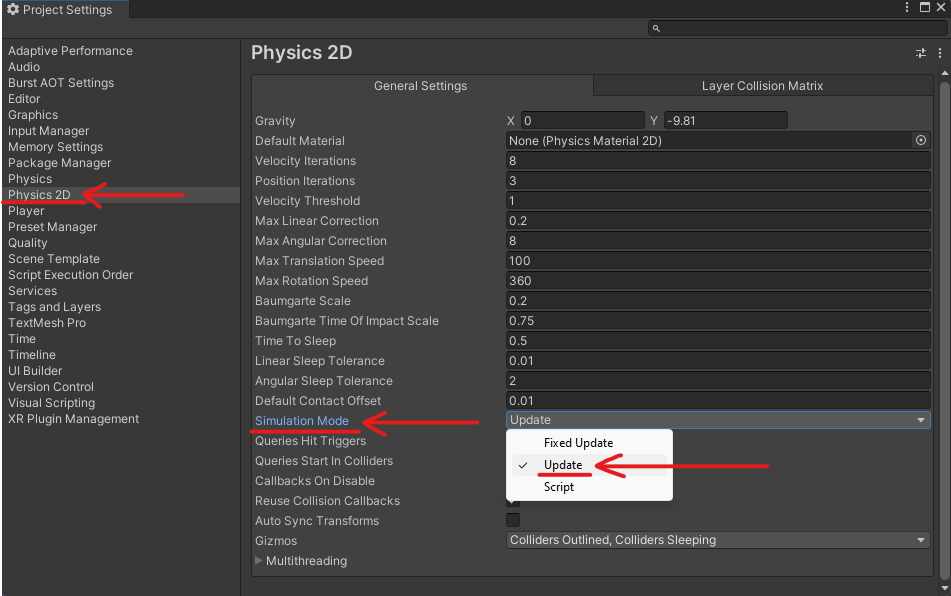 Project Settings
Adaptive Performance
Audio
Burst AOT Settings
Editor
Graphics
Input Manager
Memory Settings
Package Manager
Physics
Physics 2D
Player
Preset Manager
Quality
Scene Template
Script Execution Order
Services
Tags and Layers
TextMesh Pro
Time
Timeline
UI Builder
Version Control
Visual Scripting
XR Plugin Management
Physics 2D
General Settings Layer Collision Matrix
Gravity X 0 Y -9.81
Default Material None (Physics Material 2D)
Velocity Iterations 8
Position Iterations 3
Velocity Threshold 1
Max Linear Correction 0.2
Max Angular Correction 8
Max Translation Speed 100
Max Rotation Speed 360
Baumgarte Scale 0.2
Baumgarte Time Of Impact Scale 0.75
Time To Sleep 0.5
Linear Sleep Tolerance 0.01
Angular Sleep Tolerance 2
Default Contact Offset 0.01
Simulation Mode Update
Queries Hit Triggers Fixed Update
Queries Start In Colliders ✓ Update
Callbacks On Disable Script
Reuse Collision Callbacks
Auto Sync Transforms
Gizmos Colliders Outlined, Colliders Sleeping
Multithreading